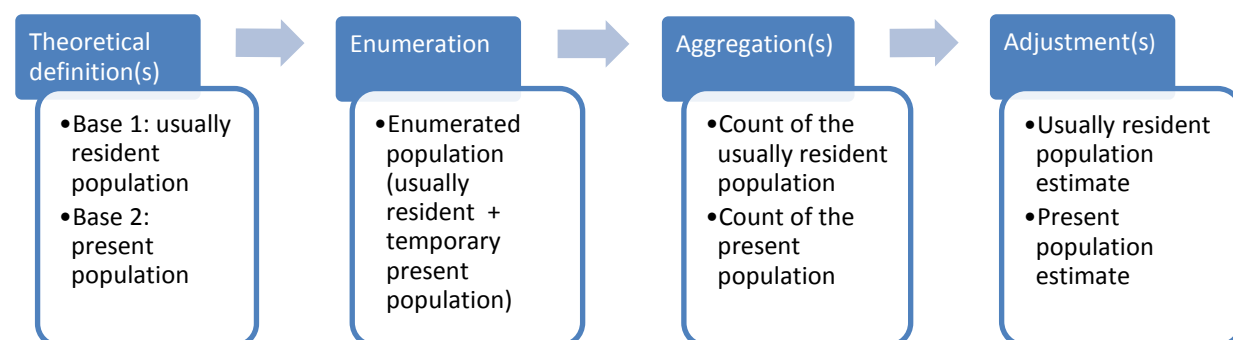 Theoretical
definition(s)
•Base 1: usually
resident
population
•Base 2:
present
population
Enumeration
•Enumerated
population
(usually
resident +
temporary
present
population)
Aggregation(s)
•Count of the
usually resident
population
•Count of the
present
population
Adjustment(s)
•Usually resident
population
estimate
•Present
population
estimate